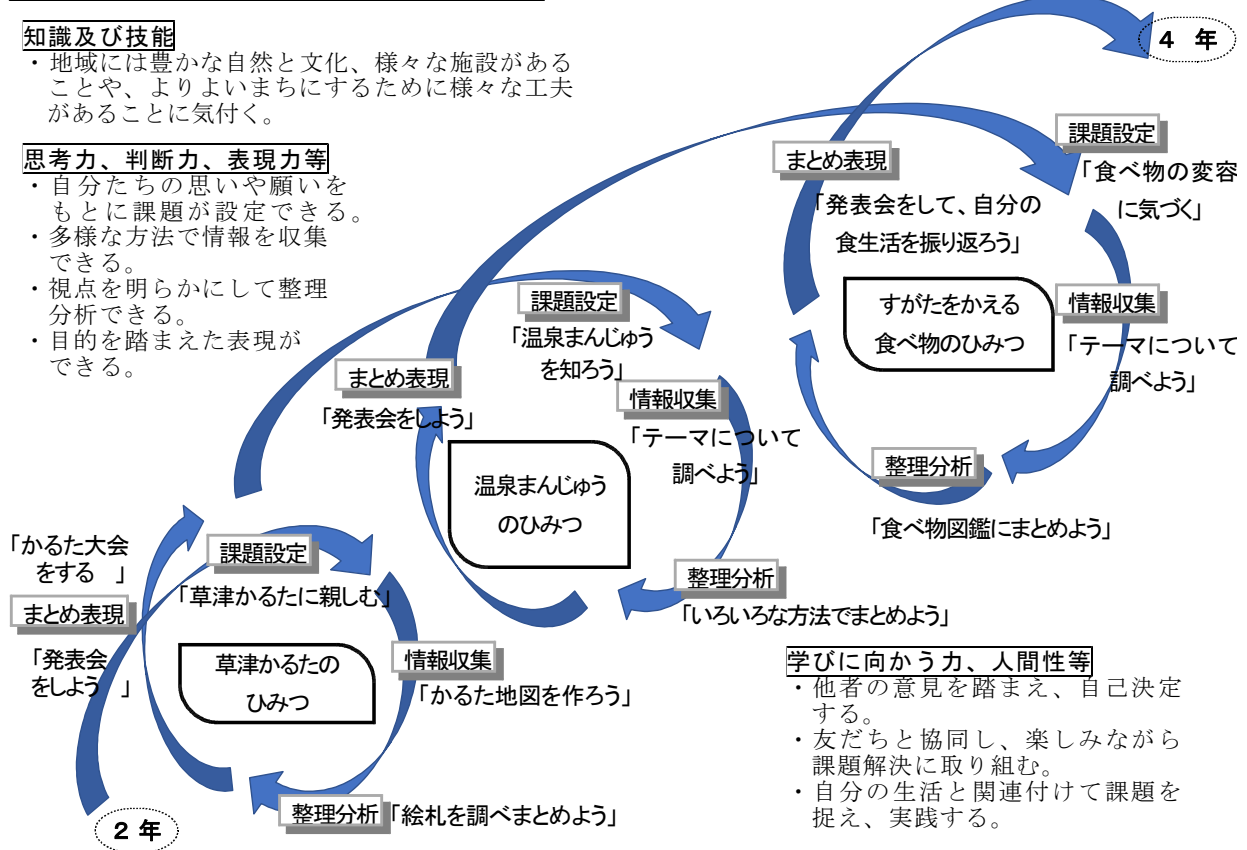 知識及び技能
・地域には豊かな自然と文化、様々な施設がある
ことや、よりよいまちにするために様々な工夫
があることに気付く。
思考力、判断力、表現力等
・自分たちの思いや願いを
もとに課題が設定できる。
・多様な方法で情報を収集
できる。
・視点を明らかにして整理
分析できる。
・目的を踏まえた表現が
できる。
4 年
課題設定
「食べ物の変容
に気づく」
まとめ表現
「発表会をして、自分の
食生活を振り返ろう」
すがたをかえる
食べ物のひみつ
情報収集
「テーマについて
調べよう」
整理分析
「食べ物図鑑にまとめよう」
課題設定
「温泉まんじゅう
を知ろう」
まとめ表現
「発表会をしよう」
情報収集
「テーマについて
調べよう」
温泉まんじゅう
のひみつ
整理分析
「いろいろな方法でまとめよう」
「かるた大会
をする 」
まとめ表現
「発表会
をしよう 」
課題設定
「草津かるたに親しむ」
草津かるたの
ひみつ
情報収集
「かるた地図を作ろう」
整理分析
「絵札を調べまとめよう」
2 年
学びに向かう力、人間性等
・他者の意見を踏まえ、自己決定
する。
・友だちと協同し、楽しみながら
課題解決に取り組む。
・自分の生活と関連付けて課題を
捉え、実践する。